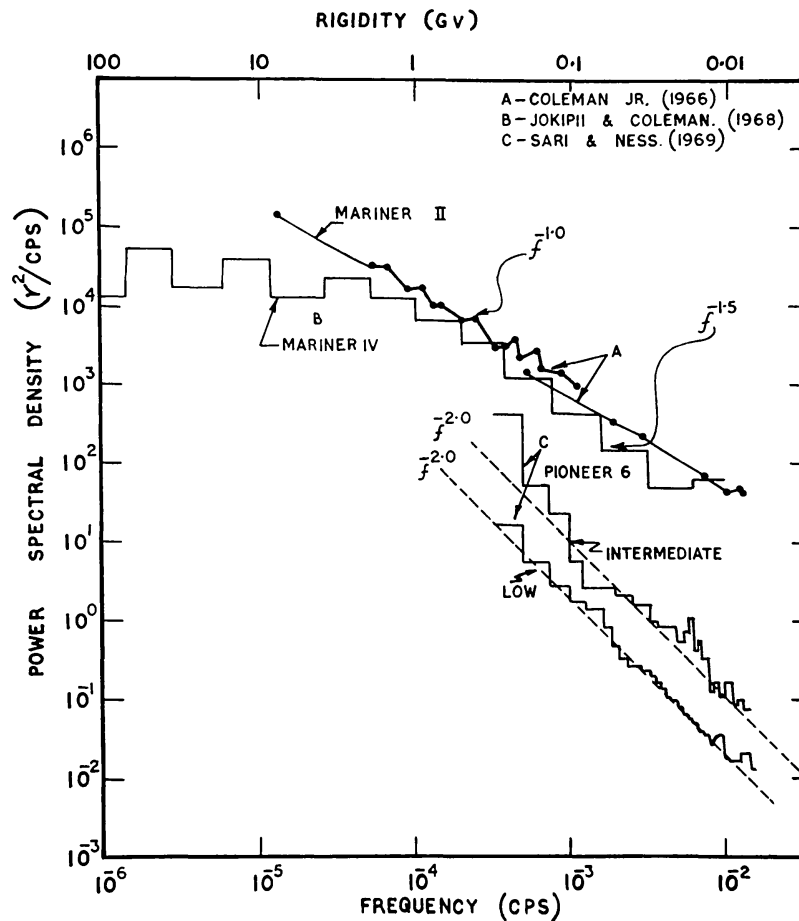 RIGIDITY (GV)
100 10 1 0·1 0·01
A-COLEMAN JR. (1966)
B-JOKIPII & COLEMAN. (1968)
C-SARI & NESS. (1969)
10^6
10^5
10^4
10^3
10^2
10^1
10^0
10^-1
10^-2
10^-3
POWER SPECTRAL DENSITY (γ²/CPS)
MARINER II
f^-1·0
f^-1·5
B
MARINER IV
A
f^-2·0
f^-2·0
C
PIONEER 6
INTERMEDIATE
LOW
10^-6 10^-5 10^-4 10^-3 10^-2
FREQUENCY (CPS)